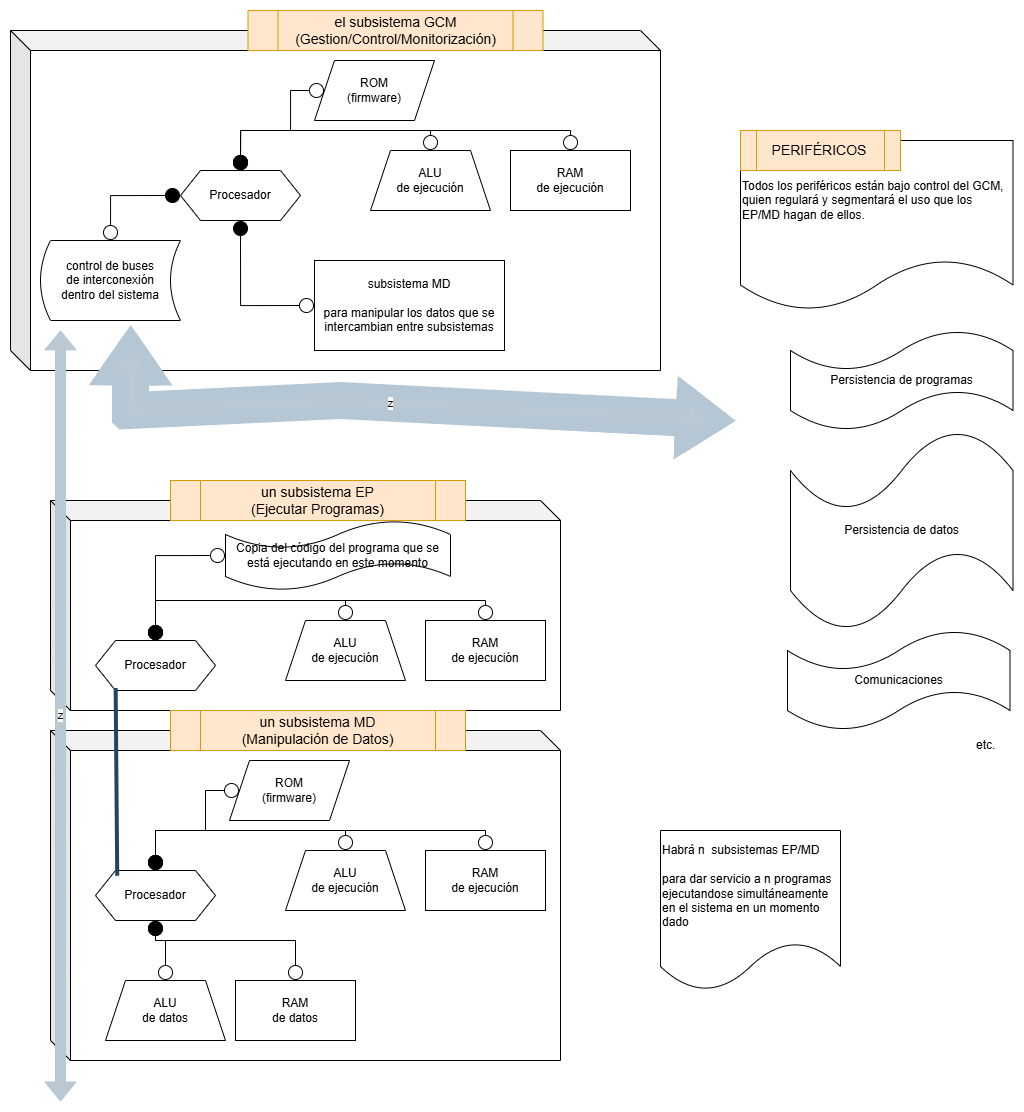 el subsistema GCM
(Gestion/Control/Monitorización)
ROM
(firmware)
ALU
de ejecución
RAM
de ejecución
Procesador
control de buses
de interconexión
dentro del sistema
subsistema MD
para manipular los datos que se
intercambian entre subsistemas
PERIFÉRICOS
Todos los periféricos están bajo control del GCM,
quien regulará y segmentará el uso que los
EP/MD hagan de ellos.
Persistencia de programas
z
Persistencia de datos
Comunicaciones
etc.
un subsistema EP
(Ejecutar Programas)
Copia del código del programa que se
está ejecutando en este momento
ALU
de ejecución
RAM
de ejecución
Procesador
z
un subsistema MD
(Manipulación de Datos)
ROM
(firmware)
ALU
de ejecución
RAM
de ejecución
Procesador
ALU
de datos
RAM
de datos
Habrá n subsistemas EP/MD
para dar servicio a n programas
ejecutandose simultáneamente
en el sistema en un momento
dado